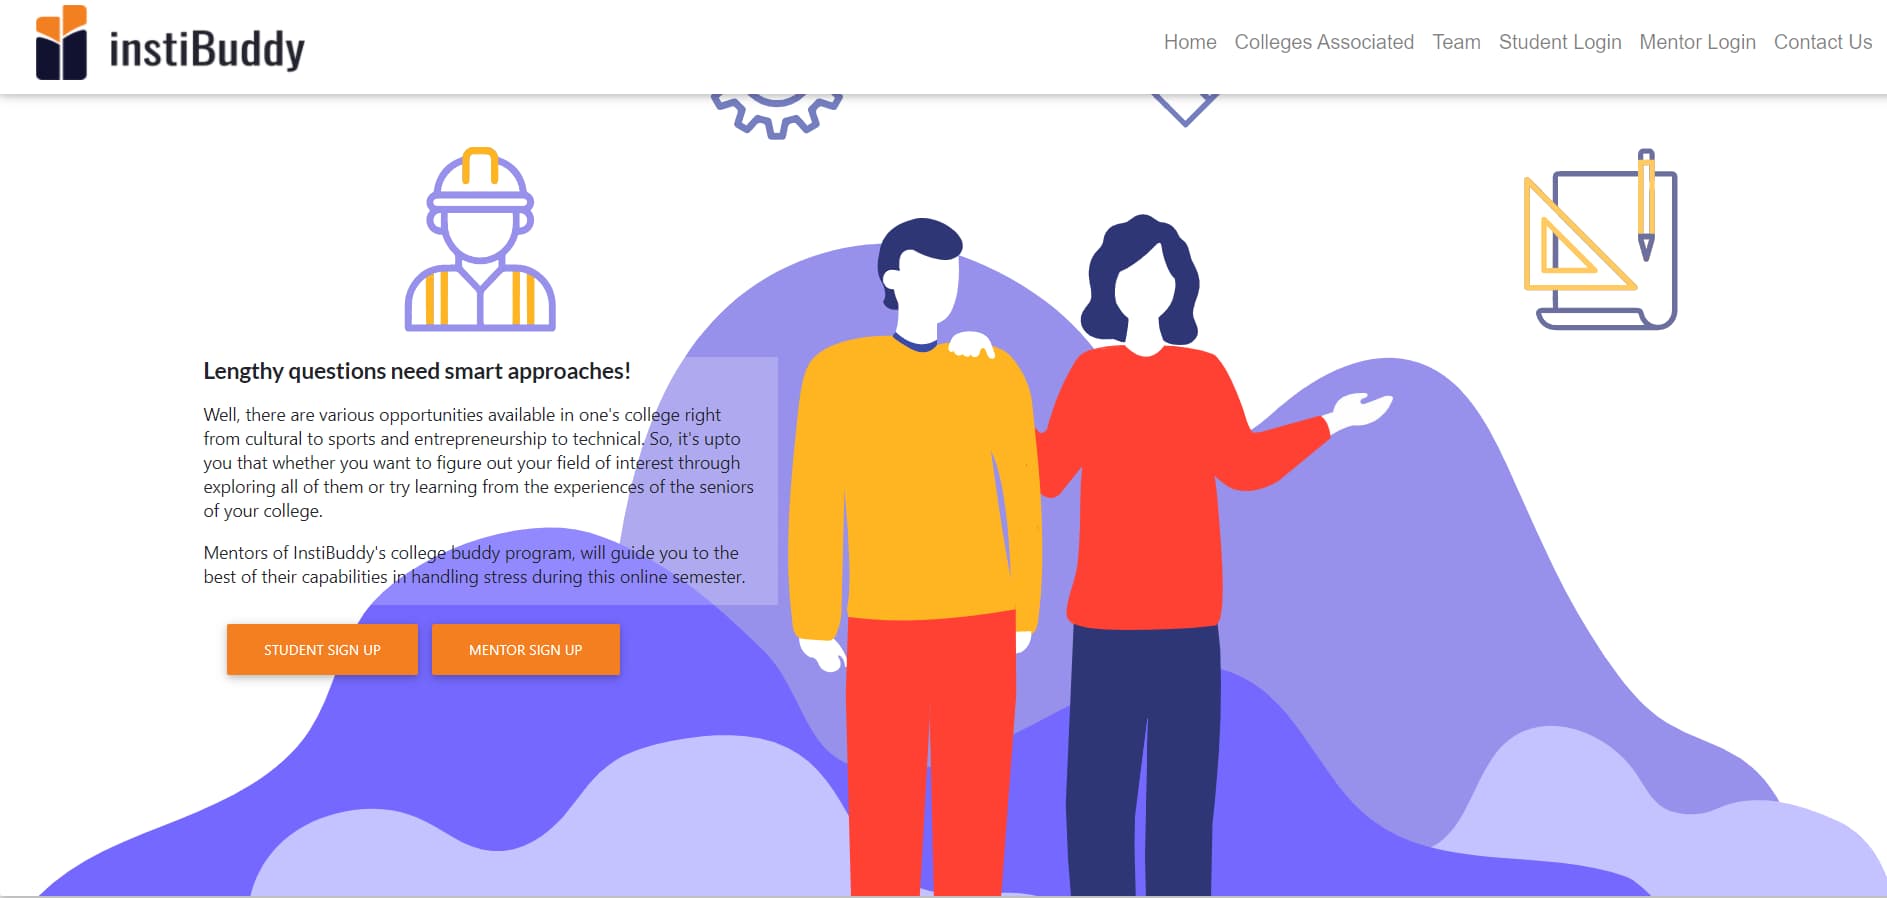 instiBuddy
Home Colleges Associated Team Student Login Mentor Login Contact Us
Lengthy questions need smart approaches!
Well, there are various opportunities available in one's college right
from cultural to sports and entrepreneurship to technical. So, it's upto
you that whether you want to figure out your field of interest through
exploring all of them or try learning from the experiences of the seniors
of your college.
Mentors of InstiBuddy's college buddy program, will guide you to the
best of their capabilities in handling stress during this online semester.
STUDENT SIGN UP MENTOR SIGN UP